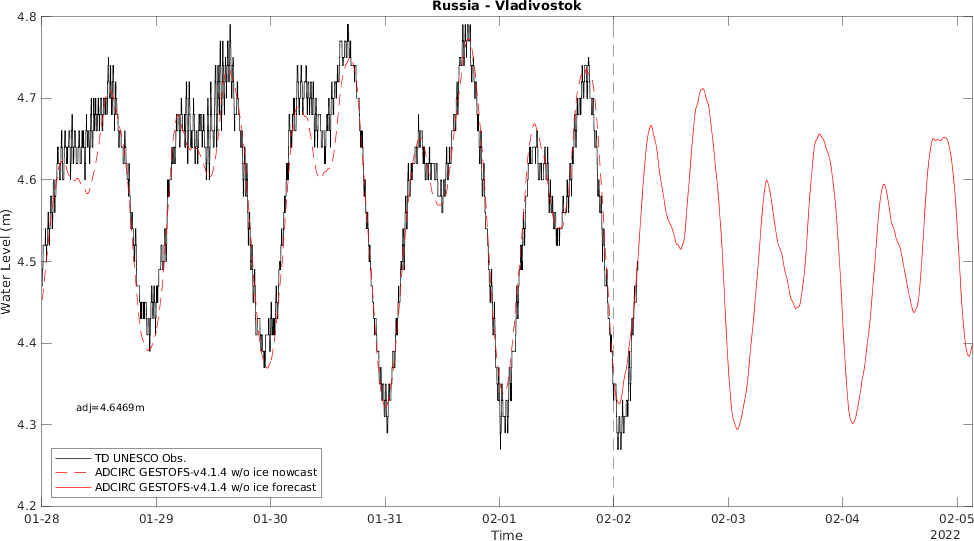 Russia - Vladivostok
4.8
4.7
4.6
4.5
4.4
4.3
4.2
Water Level (m)
adj=4.6469m
TD UNESCO Obs.
ADCIRC GESTOFS-v4.1.4 w/o ice nowcast
ADCIRC GESTOFS-v4.1.4 w/o ice forecast
01-28 01-29 01-30 01-31 02-01 02-02 02-03 02-04 02-05
Time
2022